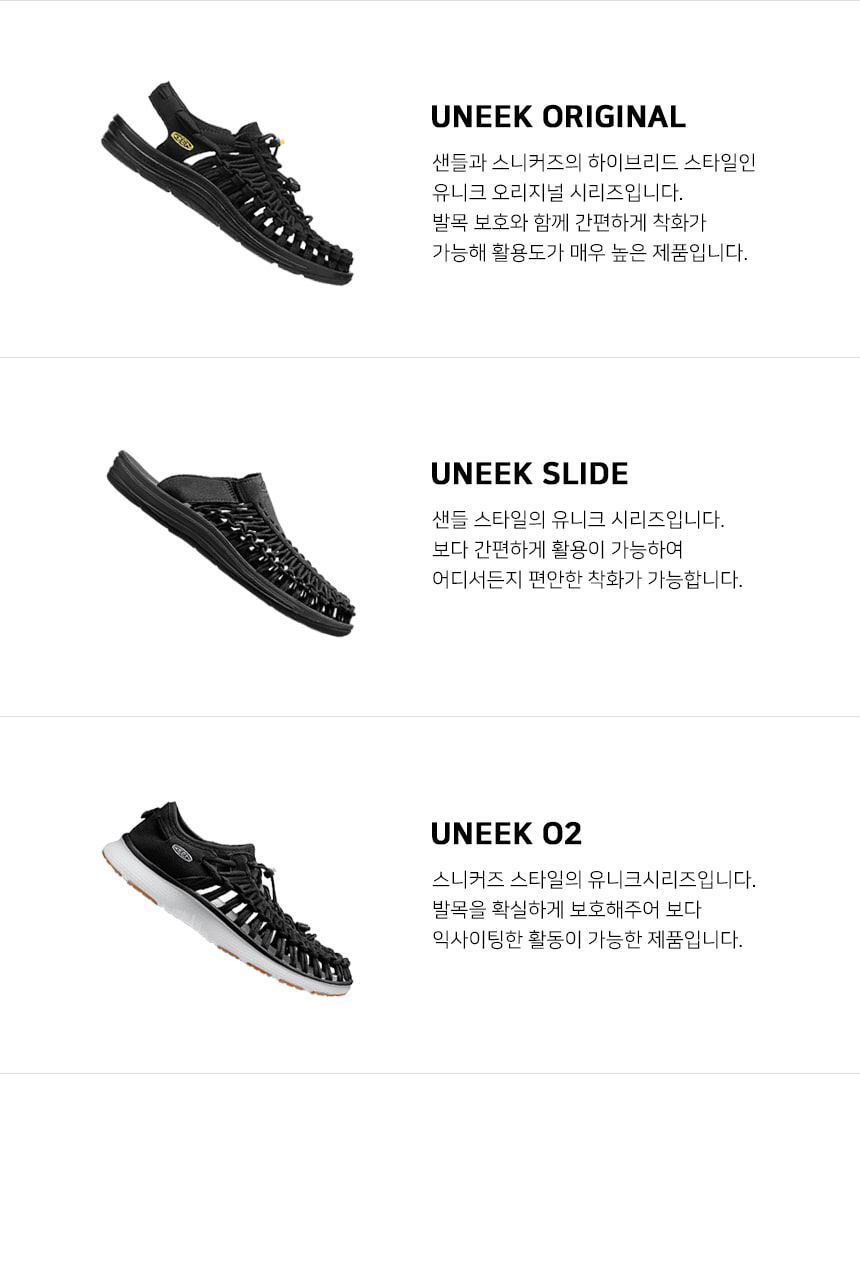 UNEEK ORIGINAL
샌들과 스니커즈의 하이브리드 스타일인
유니크 오리지널 시리즈입니다.
발목 보호와 함께 간편하게 착화가
가능해 활용도가 매우 높은 제품입니다.
UNEEK SLIDE
샌들 스타일의 유니크 시리즈입니다.
보다 간편하게 활용이 가능하여
어디서든지 편안한 착화가 가능합니다.
UNEEK O2
스니커즈 스타일의 유니크시리즈입니다.
발목을 확실하게 보호해주어 보다
익사이팅한 활동이 가능한 제품입니다.